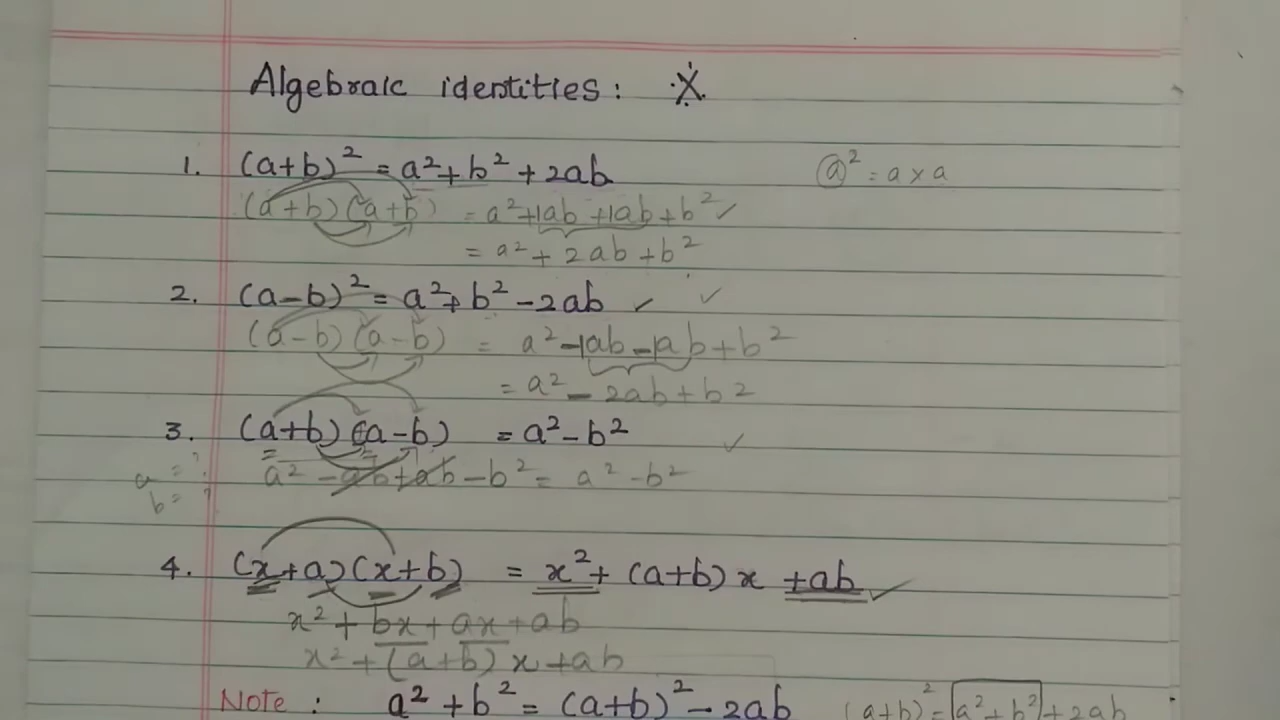 Algebraic identities :
1. (a+b)² = a² + b² + 2ab
ⓐ² = a × a
(a+b)(a+b) = a² + 1ab + 1ab + b² ✓
= a² + 2ab + b²
2. (a−b)² = a² + b² − 2ab ✓ ✓
(a−b)(a−b) = a² − 1ab − 1ab + b²
= a² − 2ab + b²
3. (a+b)(a−b) = a² − b² ✓
a = ? a² − ab + ab − b² = a² − b²
b = ?
4. (x+a)(x+b) = x² + (a+b)x + ab ✓
x² + bx + ax + ab
x² + (a+b)x + ab
Note : a² + b² = (a+b)² − 2ab (a+b)² = a² + b² + 2ab